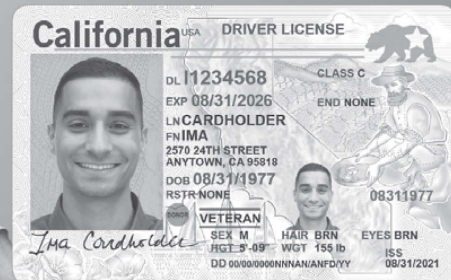 California USA DRIVER LICENSE
DL I1234568 CLASS C
EXP 08/31/2026 END NONE
LN CARDHOLDER
FN IMA
2570 24TH STREET
ANYTOWN, CA 95818
DOB 08/31/1977
RSTR NONE 08311977
DONOR VETERAN
SEX M HAIR BRN EYES BRN
HGT 5'-09" WGT 155 lb ISS
DD 00/00/0000NNNAN/ANFD/YY 08/31/2021
Ima Cardholder